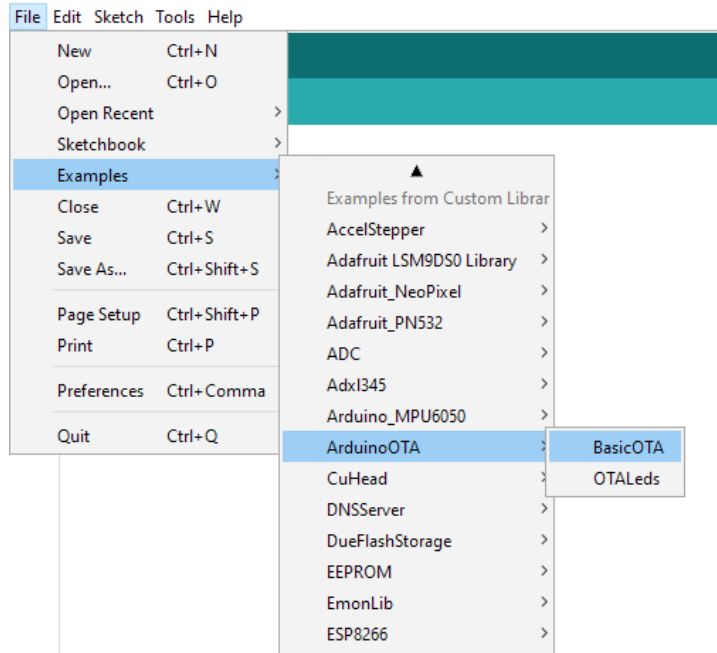 File Edit Sketch Tools Help
New Ctrl+N
Open... Ctrl+O
Open Recent
Sketchbook
Examples
Close Ctrl+W
Save Ctrl+S
Save As... Ctrl+Shift+S
Page Setup Ctrl+Shift+P
Print Ctrl+P
Preferences Ctrl+Comma
Quit Ctrl+Q
Examples from Custom Librar
AccelStepper
Adafruit LSM9DS0 Library
Adafruit_NeoPixel
Adafruit_PN532
ADC
Adxl345
Arduino_MPU6050
ArduinoOTA
CuHead
DNSServer
DueFlashStorage
EEPROM
EmonLib
ESP8266
BasicOTA
OTALeds